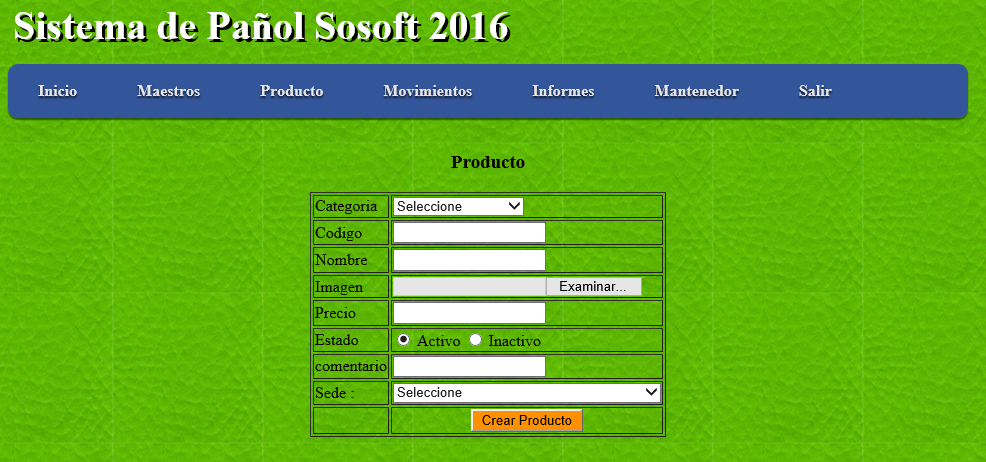 Sistema de Pañol Sosoft 2016
Inicio Maestros Producto Movimientos Informes Mantenedor Salir
Producto
Categoria Seleccione
Codigo
Nombre
Imagen Examinar...
Precio
Estado Activo Inactivo
comentario
Sede : Seleccione
Crear Producto